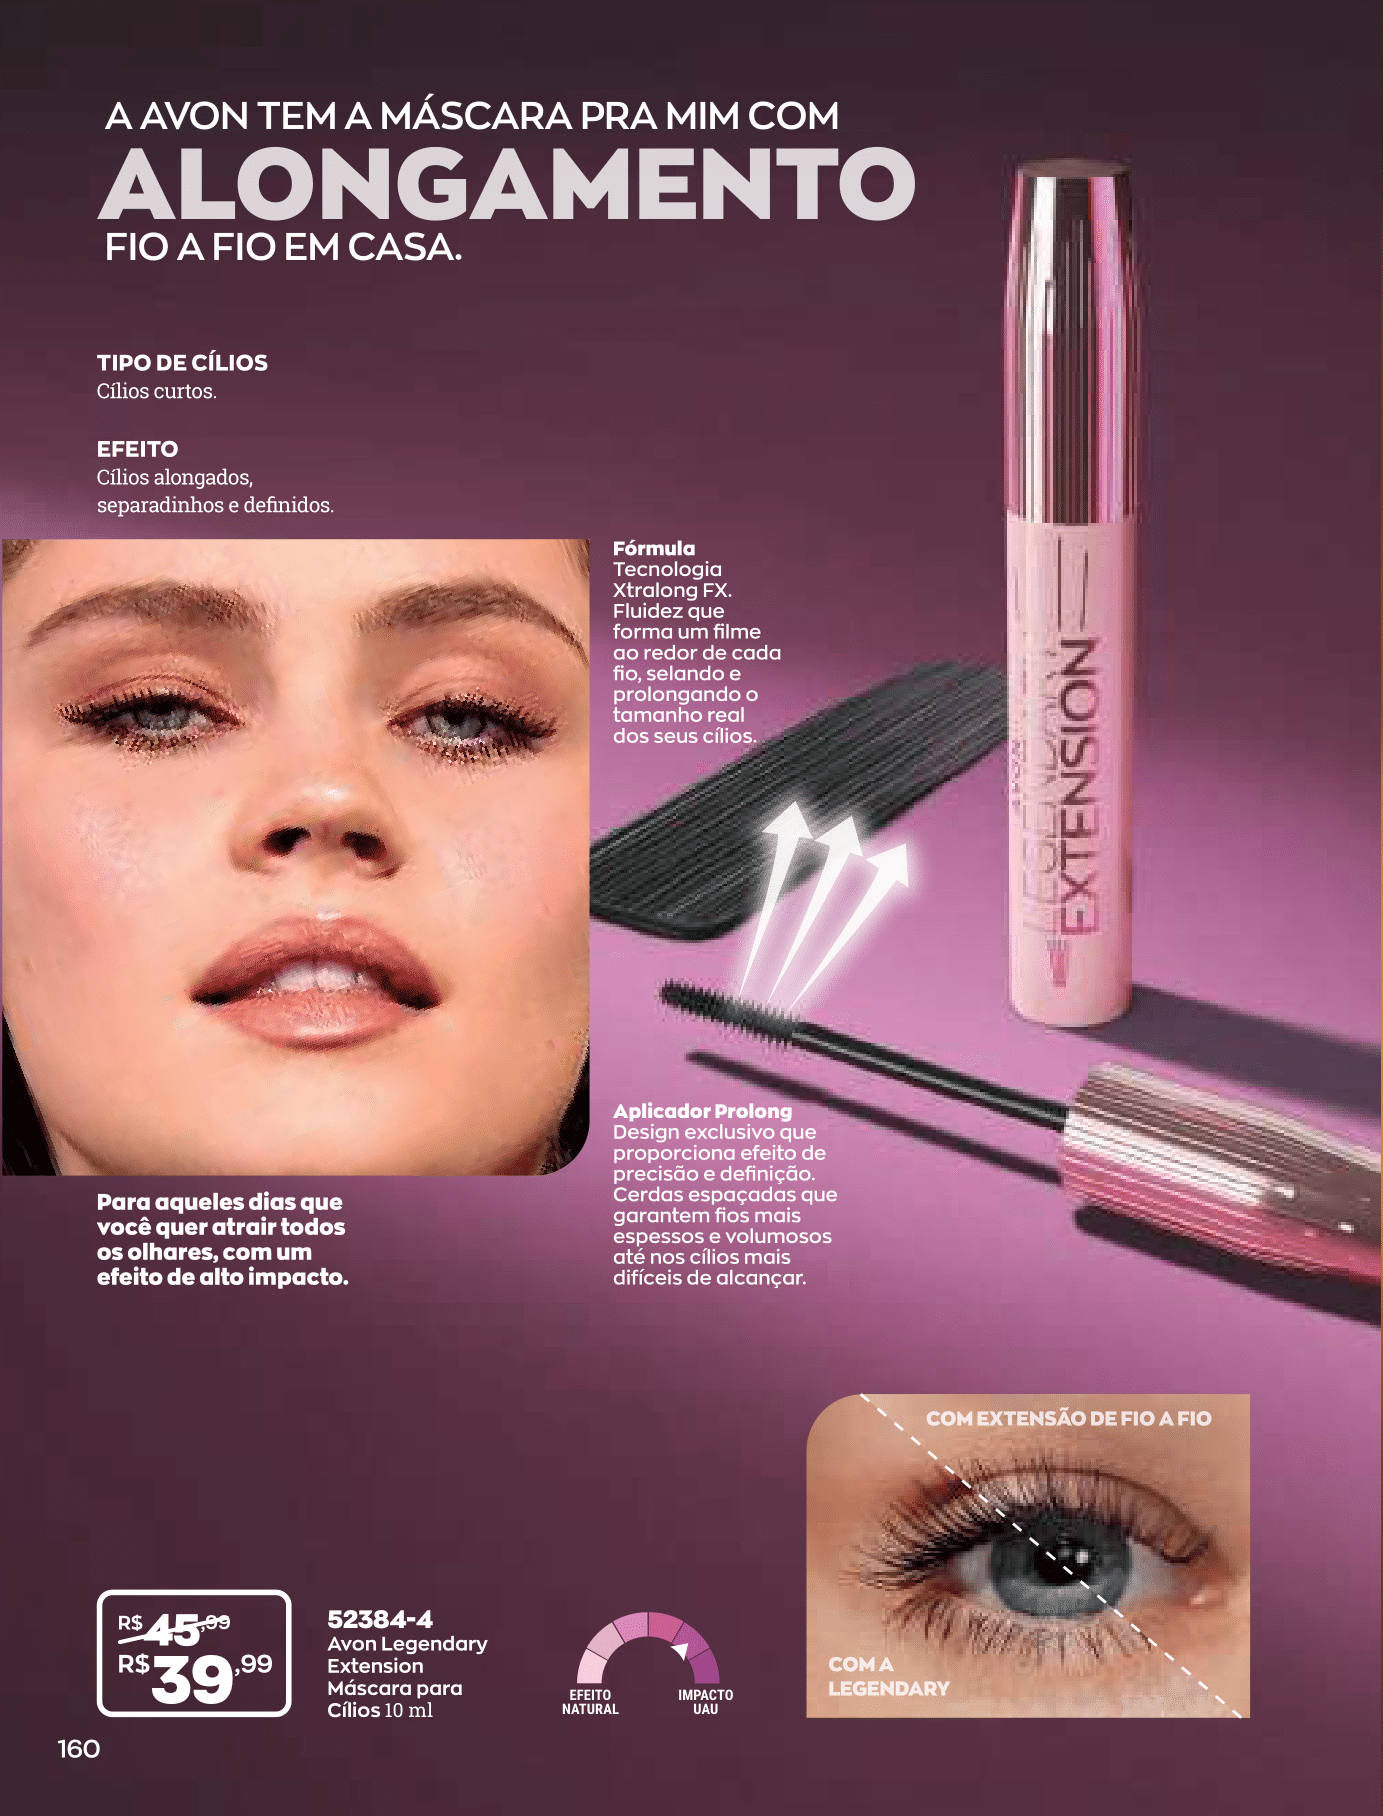 A AVON TEM A MÁSCARA PRA MIM COM
ALONGAMENTO
FIO A FIO EM CASA.
TIPO DE CÍLIOS
Cílios curtos.
EFEITO
Cílios alongados,
separadinhos e definidos.
Fórmula
Tecnologia
Xtralong FX.
Fluidez que
forma um filme
ao redor de cada
fio, selando e
prolongando o
tamanho real
dos seus cílios.
LEGENDARY
EXTENSION
Aplicador Prolong
Design exclusivo que
proporciona efeito de
precisão e definição.
Cerdas espaçadas que
garantem fios mais
espessos e volumosos
até nos cílios mais
difíceis de alcançar.
Para aqueles dias que
você quer atrair todos
os olhares, com um
efeito de alto impacto.
COM EXTENSÃO DE FIO A FIO
COM A
LEGENDARY
R$ 45,99
R$ 39,99
52384-4
Avon Legendary
Extension
Máscara para
Cílios 10 ml
EFEITO
NATURAL
IMPACTO
UAU
160